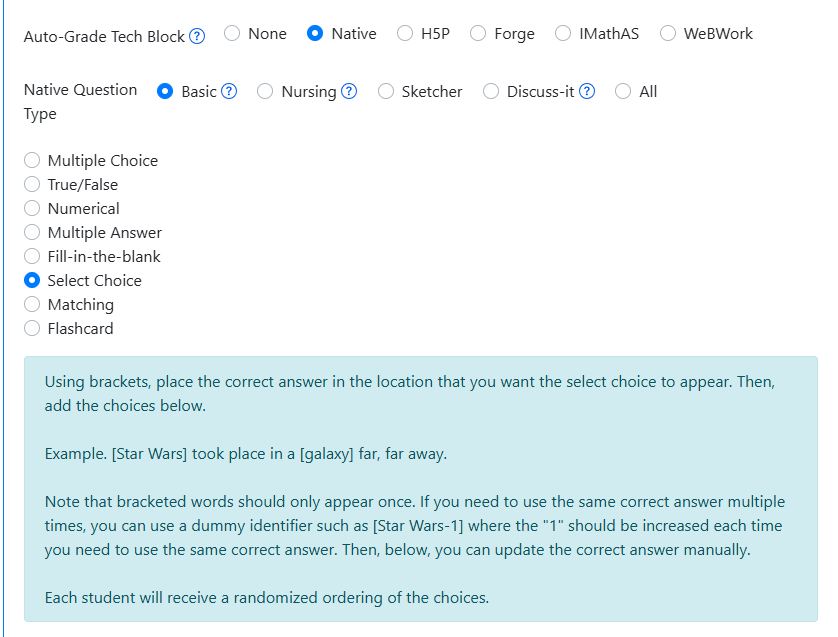 Auto-Grade Tech Block ? None Native H5P Forge IMathAS WeBWork
Native Question Type Basic ? Nursing ? Sketcher Discuss-it ? All
Multiple Choice
True/False
Numerical
Multiple Answer
Fill-in-the-blank
Select Choice
Matching
Flashcard
Using brackets, place the correct answer in the location that you want the select choice to appear. Then,
add the choices below.
Example. [Star Wars] took place in a [galaxy] far, far away.
Note that bracketed words should only appear once. If you need to use the same correct answer multiple
times, you can use a dummy identifier such as [Star Wars-1] where the "1" should be increased each time
you need to use the same correct answer. Then, below, you can update the correct answer manually.
Each student will receive a randomized ordering of the choices.